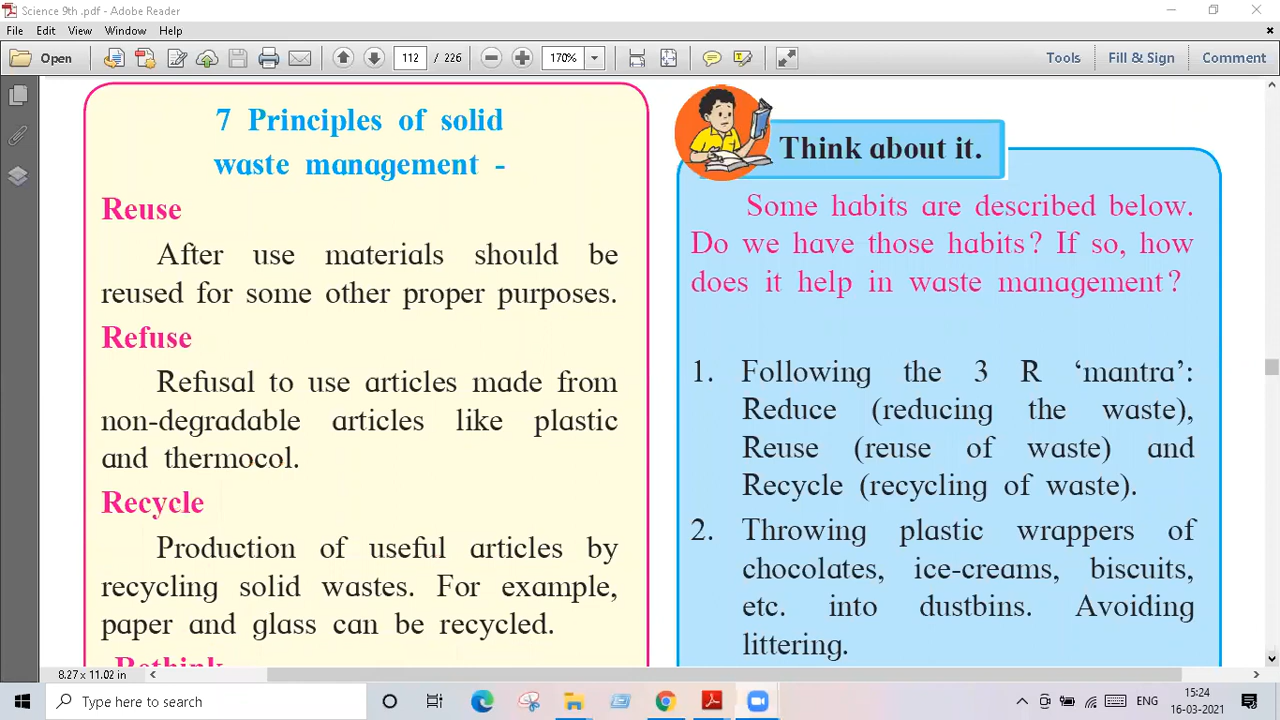 Science 9th .pdf - Adobe Reader
File Edit View Window Help
Open 112 / 226 170% Tools Fill & Sign Comment
7 Principles of solid
waste management -
Reuse
After use materials should be
reused for some other proper purposes.
Refuse
Refusal to use articles made from
non-degradable articles like plastic
and thermocol.
Recycle
Production of useful articles by
recycling solid wastes. For example,
paper and glass can be recycled.
Rethink
Think about it.
Some habits are described below.
Do we have those habits? If so, how
does it help in waste management?
1. Following the 3 R ‘mantra’:
Reduce (reducing the waste),
Reuse (reuse of waste) and
Recycle (recycling of waste).
2. Throwing plastic wrappers of
chocolates, ice-creams, biscuits,
etc. into dustbins. Avoiding
littering.
8.27 x 11.02 in
Type here to search
ENG
15:24
16-03-2021